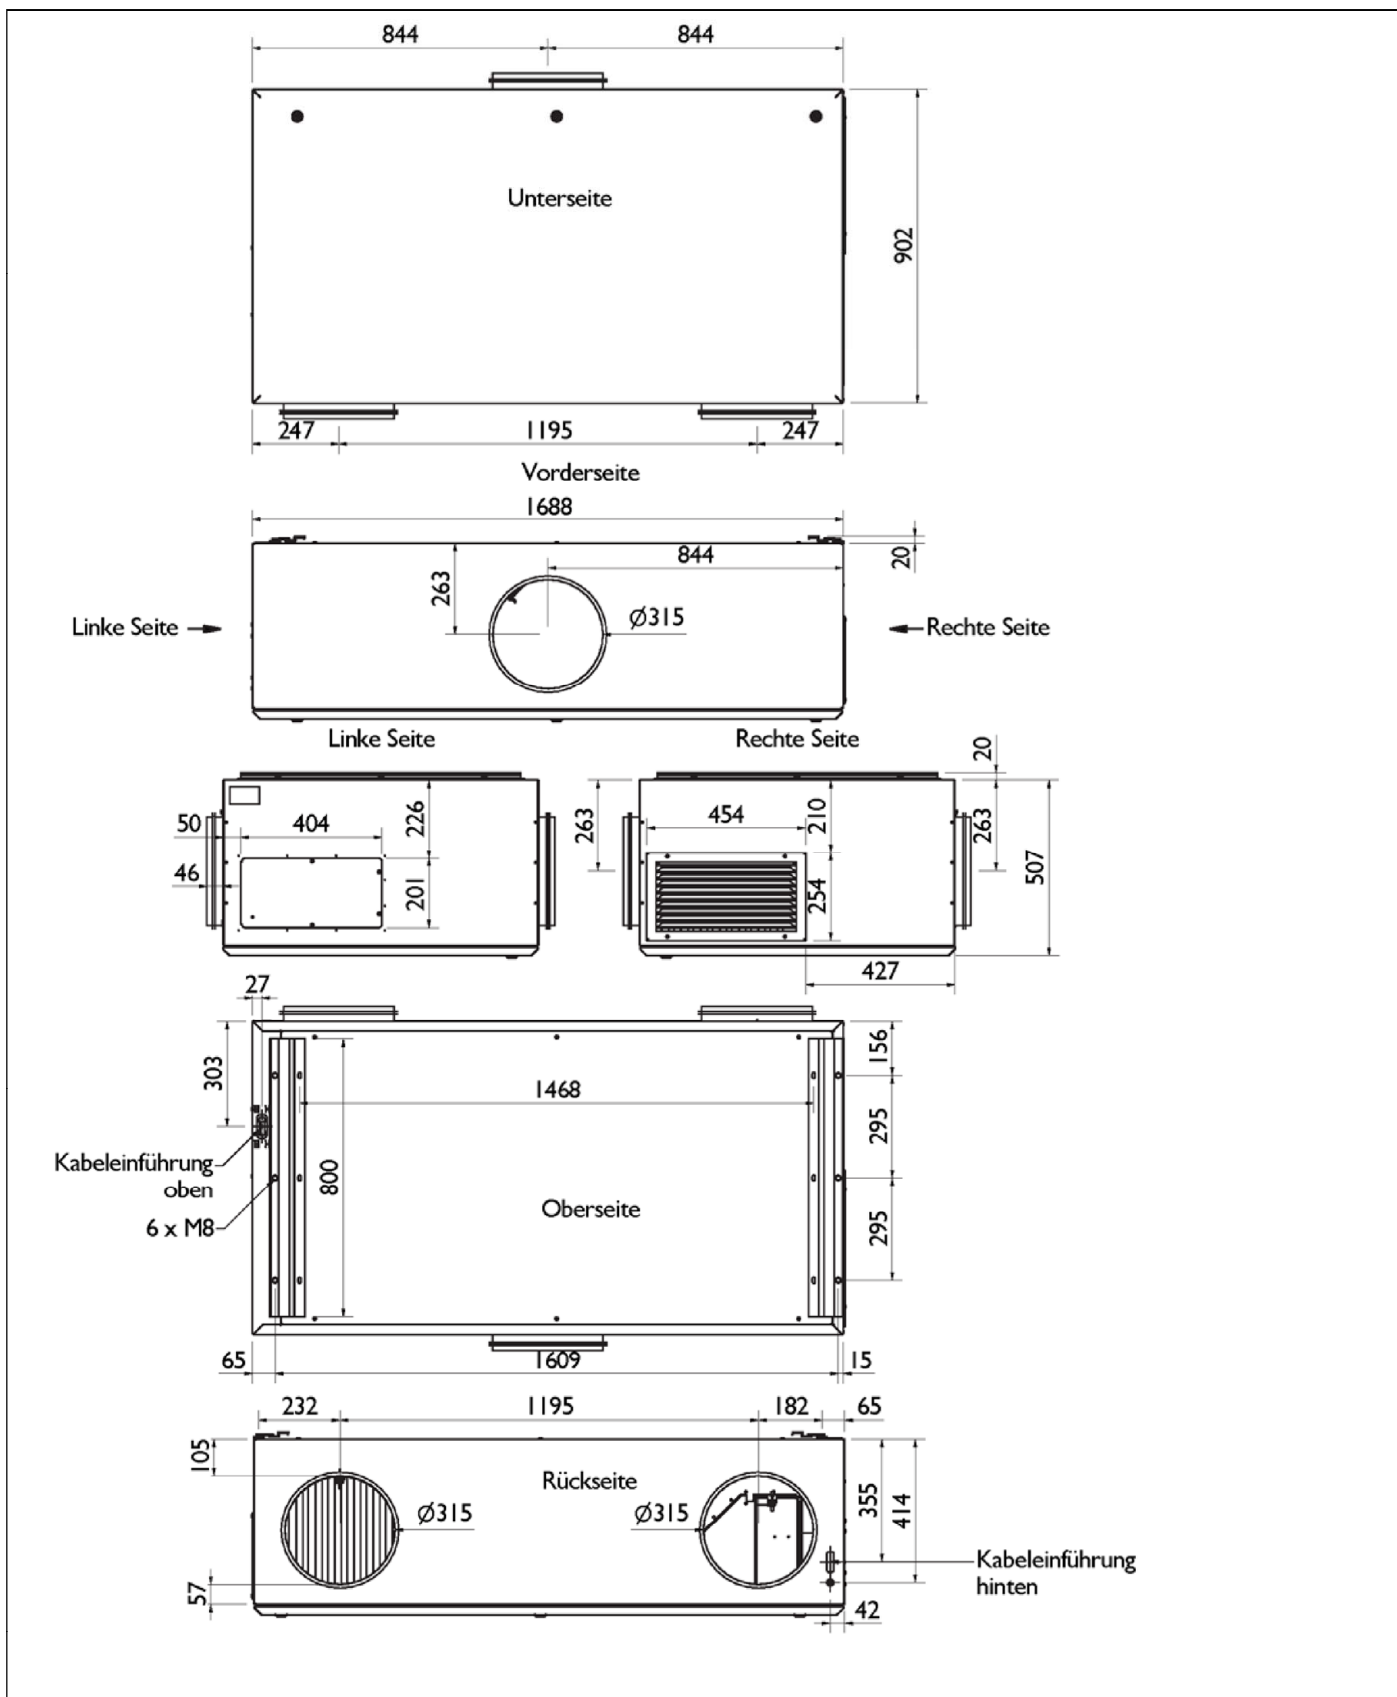 844 844
Unterseite
902
247 1195 247
Vorderseite
1688
20
844
263
Ø315
Linke Seite
Rechte Seite
Linke Seite Rechte Seite
20
50 404 226
46 201
263 454 210 263
254 507
427
27
303 156
1468
295
Kabeleinführung
oben
800
6 x M8
Oberseite
295
65 1609 15
232 1195 182 65
105
Rückseite
355 414
Ø315 Ø315
Kabeleinführung
hinten
57
42